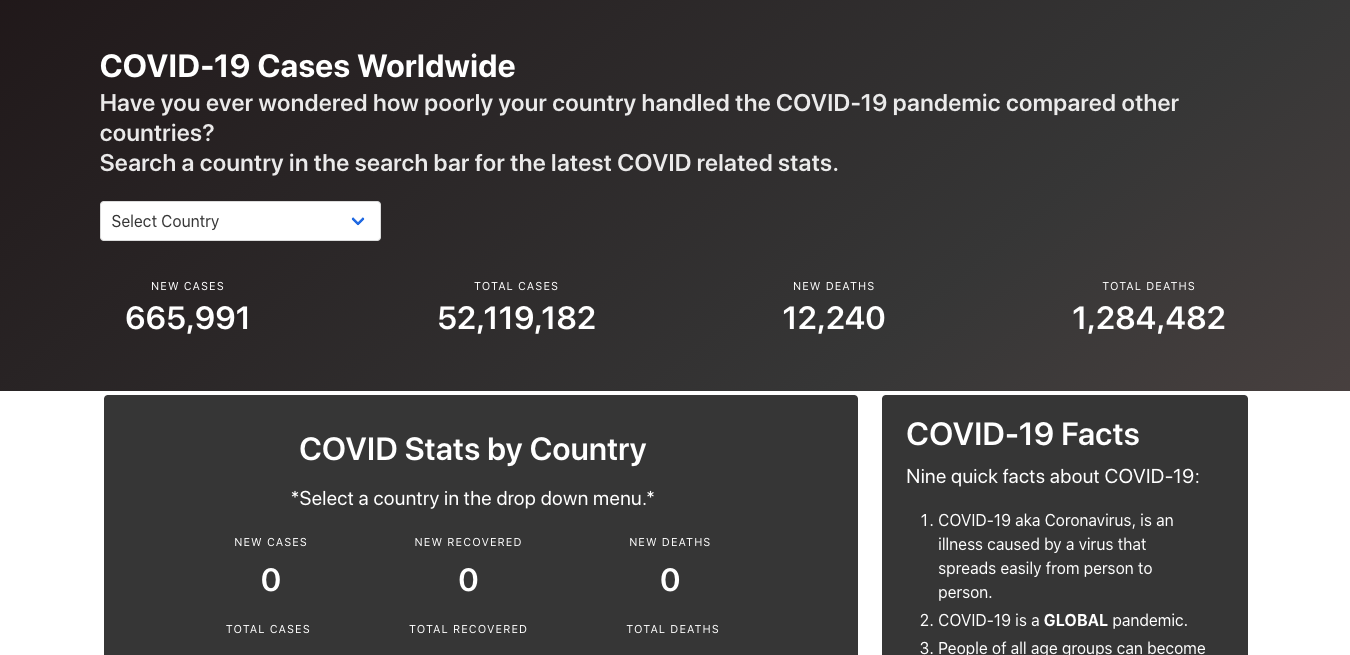 COVID-19 Cases Worldwide
Have you ever wondered how poorly your country handled the COVID-19 pandemic compared other
countries?
Search a country in the search bar for the latest COVID related stats.
Select Country
NEW CASES
665,991
TOTAL CASES
52,119,182
NEW DEATHS
12,240
TOTAL DEATHS
1,284,482
COVID Stats by Country
*Select a country in the drop down menu.*
NEW CASES
0
NEW RECOVERED
0
NEW DEATHS
0
TOTAL CASES
TOTAL RECOVERED
TOTAL DEATHS
COVID-19 Facts
Nine quick facts about COVID-19:
1. COVID-19 aka Coronavirus, is an
illness caused by a virus that
spreads easily from person to
person.
2. COVID-19 is a GLOBAL pandemic.
3. People of all age groups can become